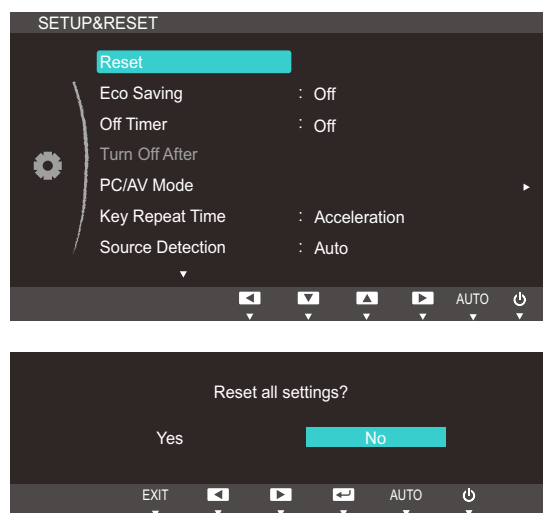 SETUP&RESET
Reset
Eco Saving : Off
Off Timer : Off
Turn Off After
PC/AV Mode
Key Repeat Time : Acceleration
Source Detection : Auto
AUTO
Reset all settings?
Yes No
EXIT AUTO